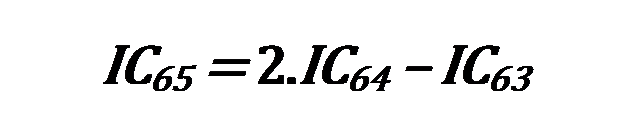 IC₆₅ = 2.IC₆₄ − IC₆₃